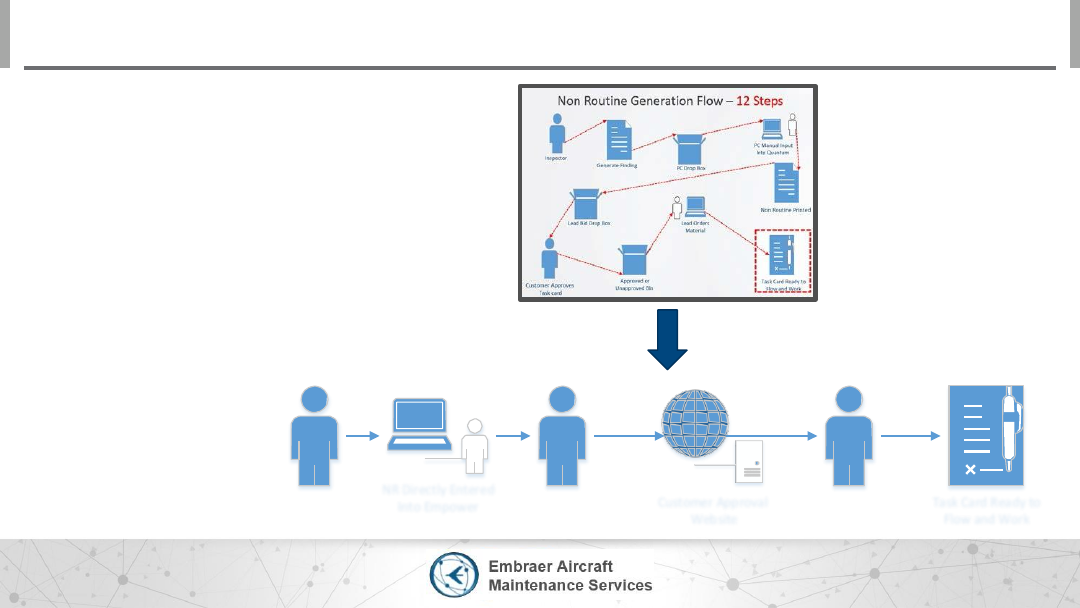 Non Routine Generation Flow – 12 Steps
Inspector
Generate Finding
PC Drop Box
PC Manual Input
Into Quantum
Non Routine Printed
Lead Bid Drop Box
Lead Orders
Material
Customer Approves
Task card
Approved or
Unapproved Bin
Task Card Ready to
Flow and Work
NR Directly Entered
Into Empower
Customer Approval
Website
Task Card Ready to
Flow and Work
Embraer Aircraft
Maintenance Services